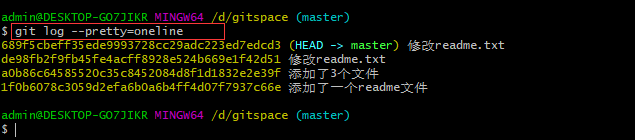 admin@DESKTOP-GO7JIKR MINGW64 /d/gitspace (master)
$ git log --pretty=oneline
689f5cbeff35ede9993728cc29adc223ed7edcd3 (HEAD -> master) 修改readme.txt
de98fb2f9fb45fe4acff8928e524b669e1f42d51 修改readme.txt
a0b86c64585520c35c8452084d8f1d1832e2e39f 添加了3个文件
1f0b6078c3059d2efa6b0a6b4ff4d07f7937c66e 添加了一个readme文件
admin@DESKTOP-GO7JIKR MINGW64 /d/gitspace (master)
$